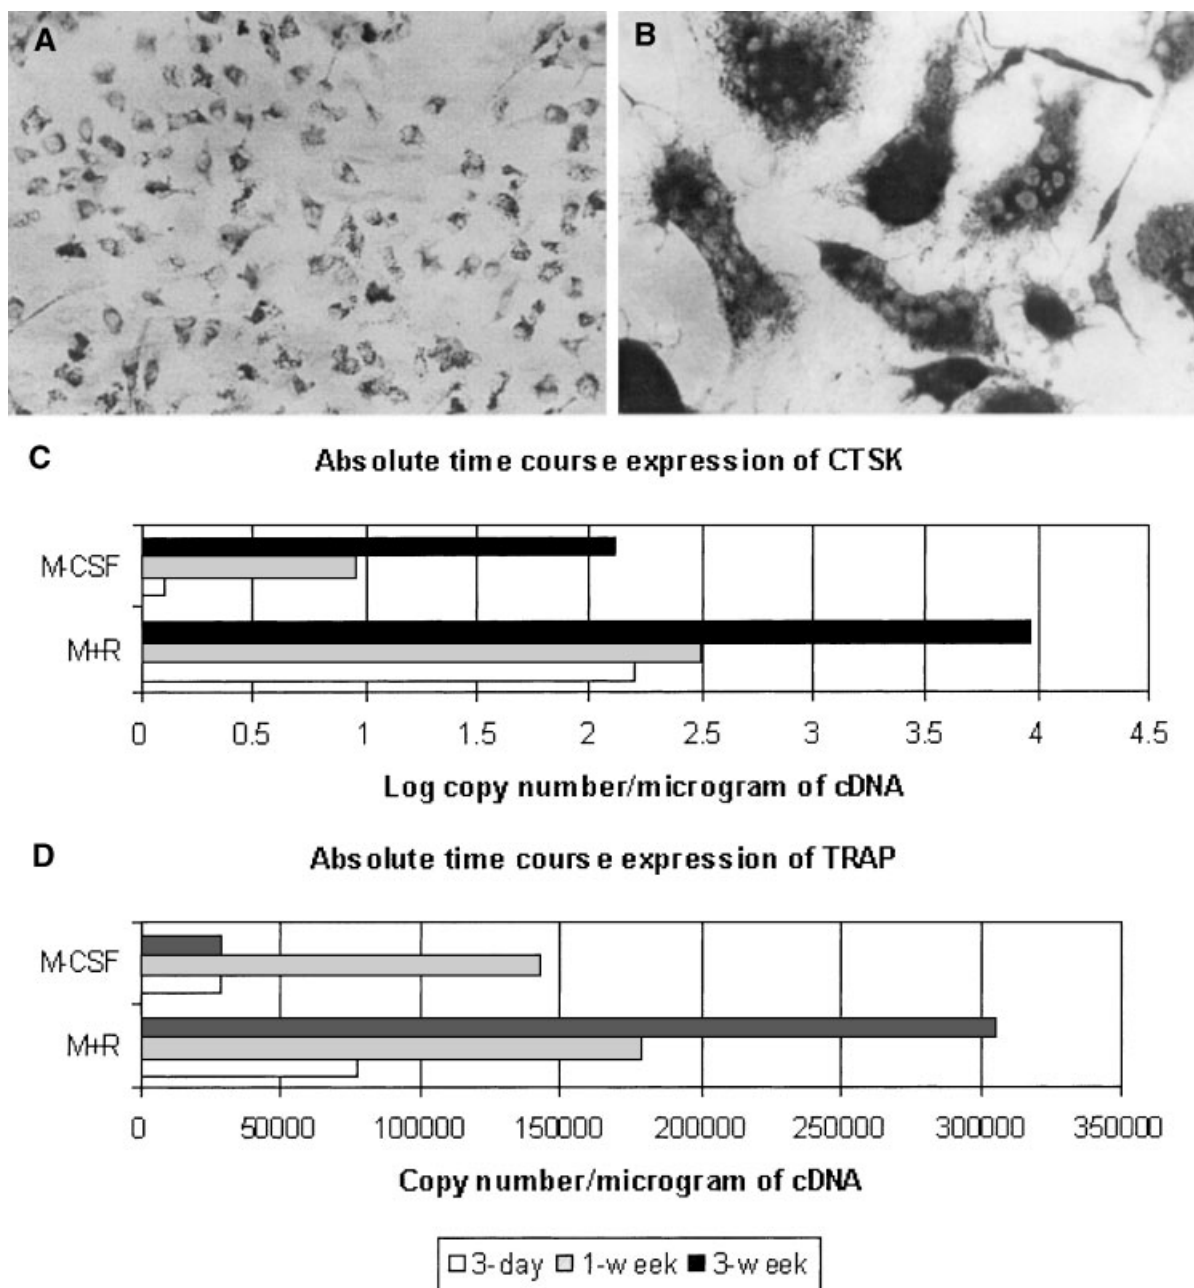 A
B
C
Absolute time course expression of CTSK
M-CSF
M+R
0 0.5 1 1.5 2 2.5 3 3.5 4 4.5
Log copy number/microgram of cDNA
D
Absolute time course expression of TRAP
M-CSF
M+R
0 50000 100000 150000 200000 250000 300000 350000
Copy number/microgram of cDNA
3-day 1-week 3-week